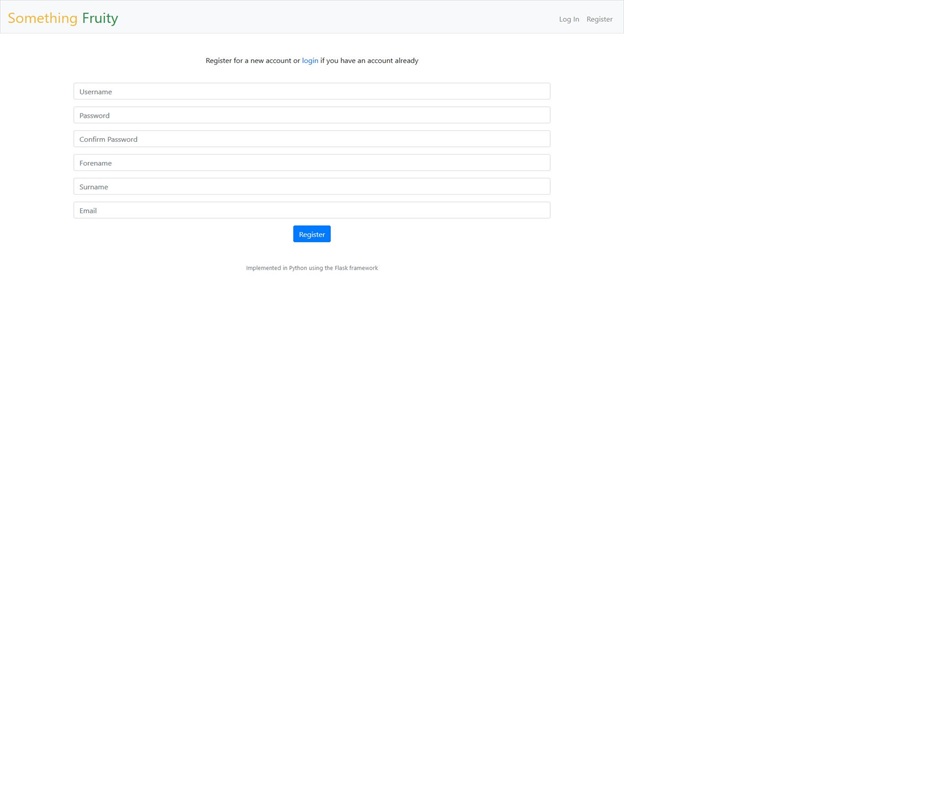 Something Fruity
Log In Register
Register for a new account or login if you have an account already
Username
Password
Confirm Password
Forename
Surname
Email
Register
Implemented in Python using the Flask framework